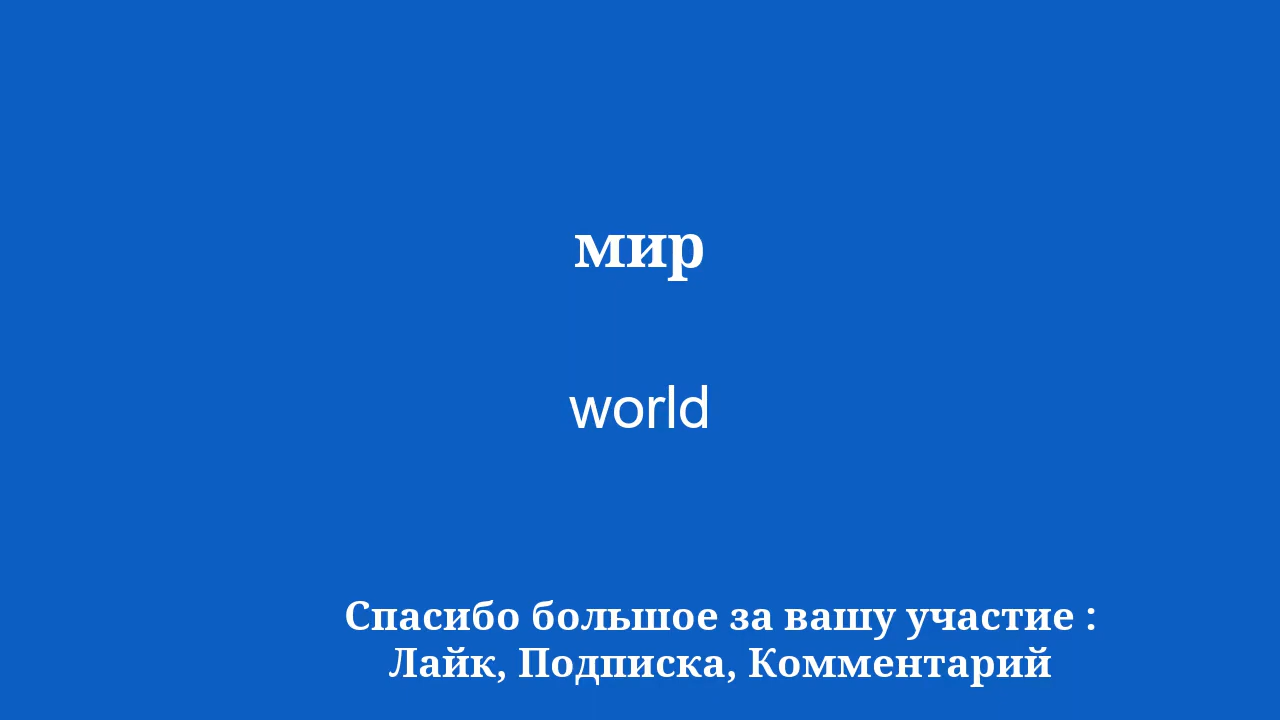 мир
world
Спасибо большое за вашу участие :
Лайк, Подписка, Комментарий